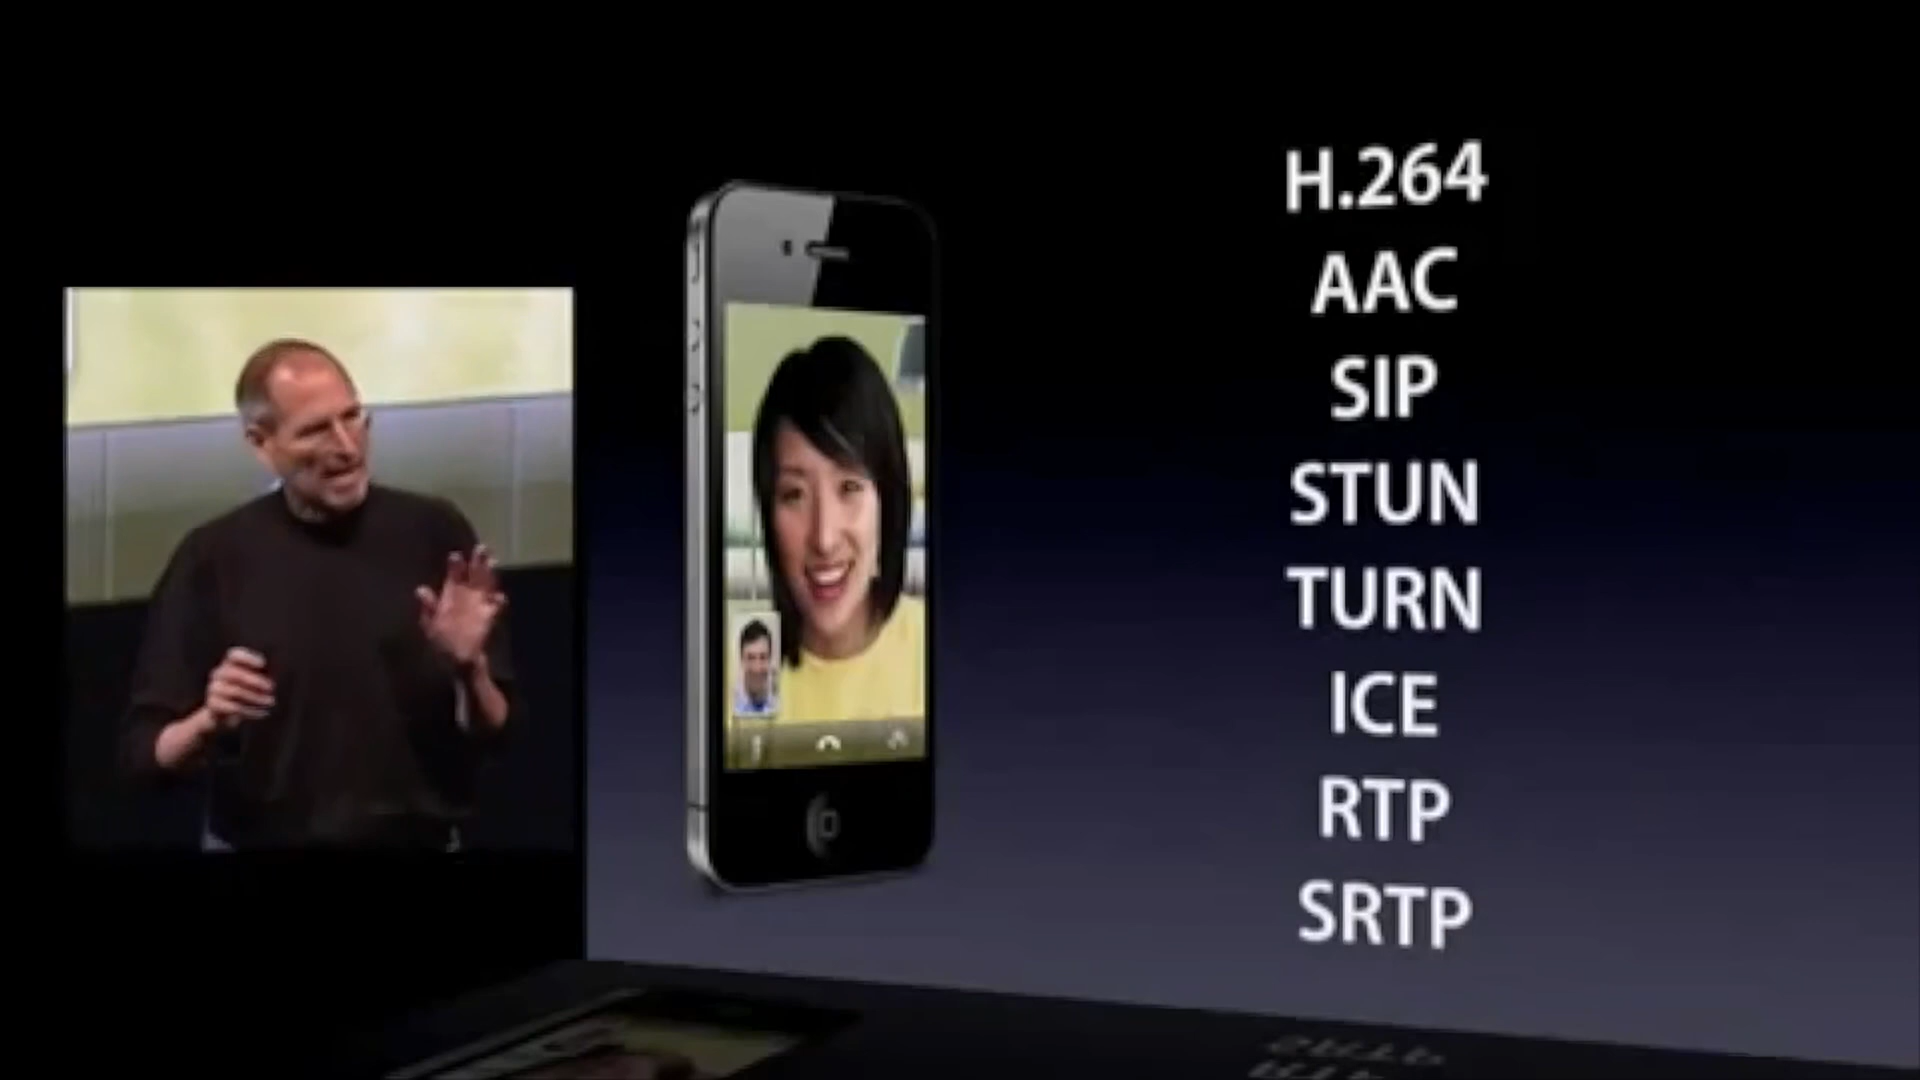 H.264
AAC
SIP
STUN
TURN
ICE
RTP
SRTP